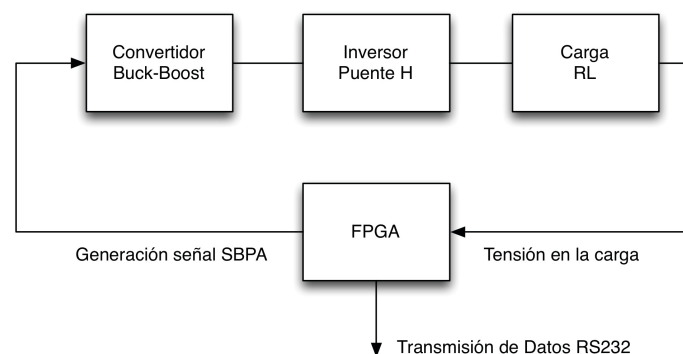 Convertidor
Buck-Boost
Inversor
Puente H
Carga
RL
FPGA
Generación señal SBPA
Tensión en la carga
Transmisión de Datos RS232